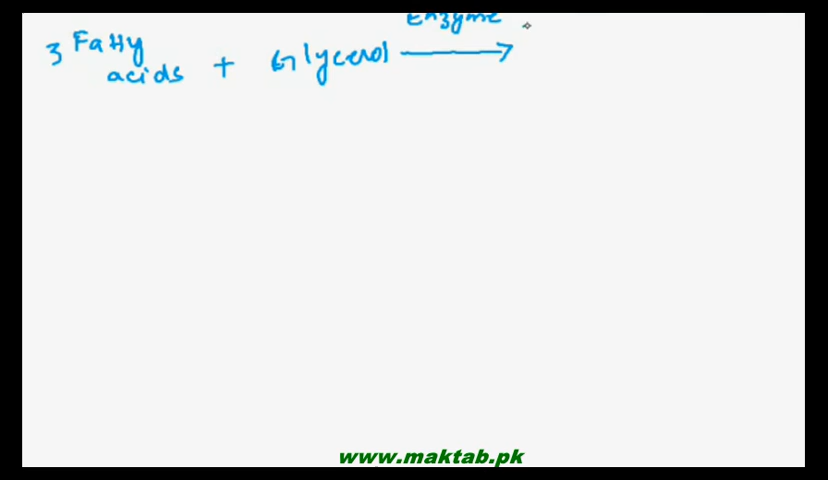 Enzyme
3 Fatty acids + Glycerol →
www.maktab.pk